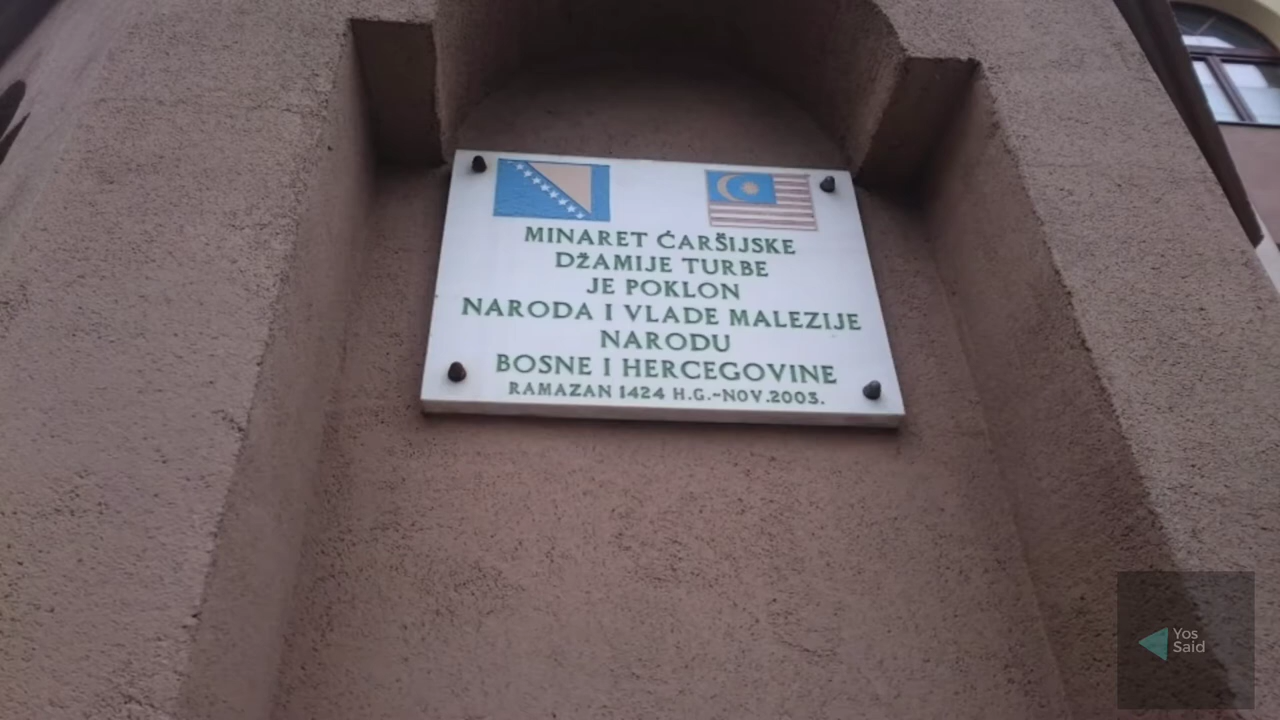 MINARET ĆARŠIJSKE
DŽAMIJE TURBE
JE POKLON
NARODA I VLADE MALEZIJE
NARODU
BOSNE I HERCEGOVINE
RAMAZAN 1424 H.G.-NOV.2003.
Yos
Said